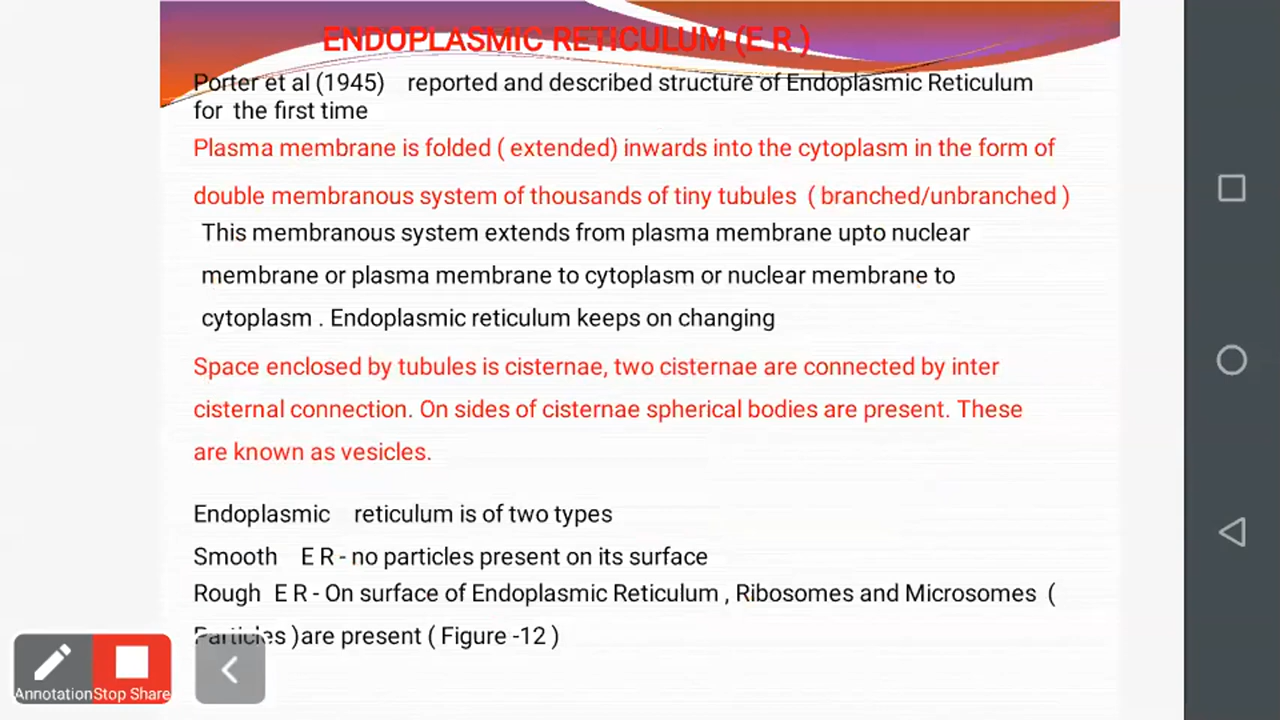 ENDOPLASMIC RETICULUM (E R )
Porter et al (1945) reported and described structure of Endoplasmic Reticulum
for the first time
Plasma membrane is folded ( extended) inwards into the cytoplasm in the form of
double membranous system of thousands of tiny tubules ( branched/unbranched )
This membranous system extends from plasma membrane upto nuclear
membrane or plasma membrane to cytoplasm or nuclear membrane to
cytoplasm . Endoplasmic reticulum keeps on changing
Space enclosed by tubules is cisternae, two cisternae are connected by inter
cisternal connection. On sides of cisternae spherical bodies are present. These
are known as vesicles.
Endoplasmic reticulum is of two types
Smooth E R - no particles present on its surface
Rough E R - On surface of Endoplasmic Reticulum , Ribosomes and Microsomes (
Particles )are present ( Figure -12 )
Annotation Stop Share